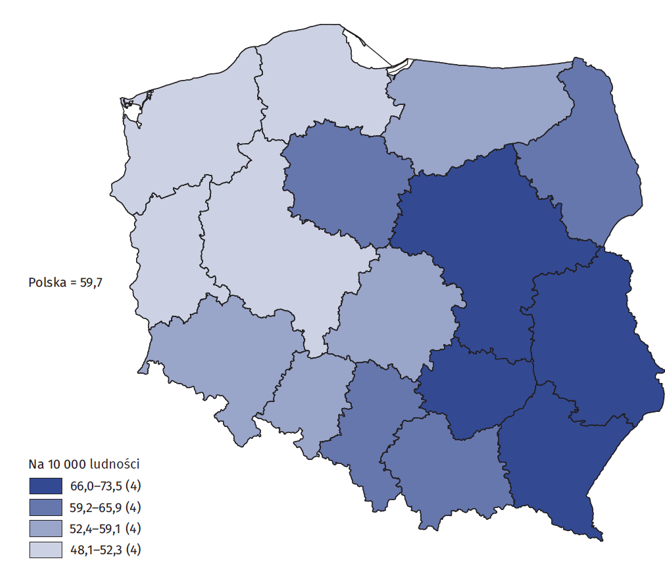 Polska = 59,7
Na 10 000 ludności
66,0–73,5 (4)
59,2–65,9 (4)
52,4–59,1 (4)
48,1–52,3 (4)